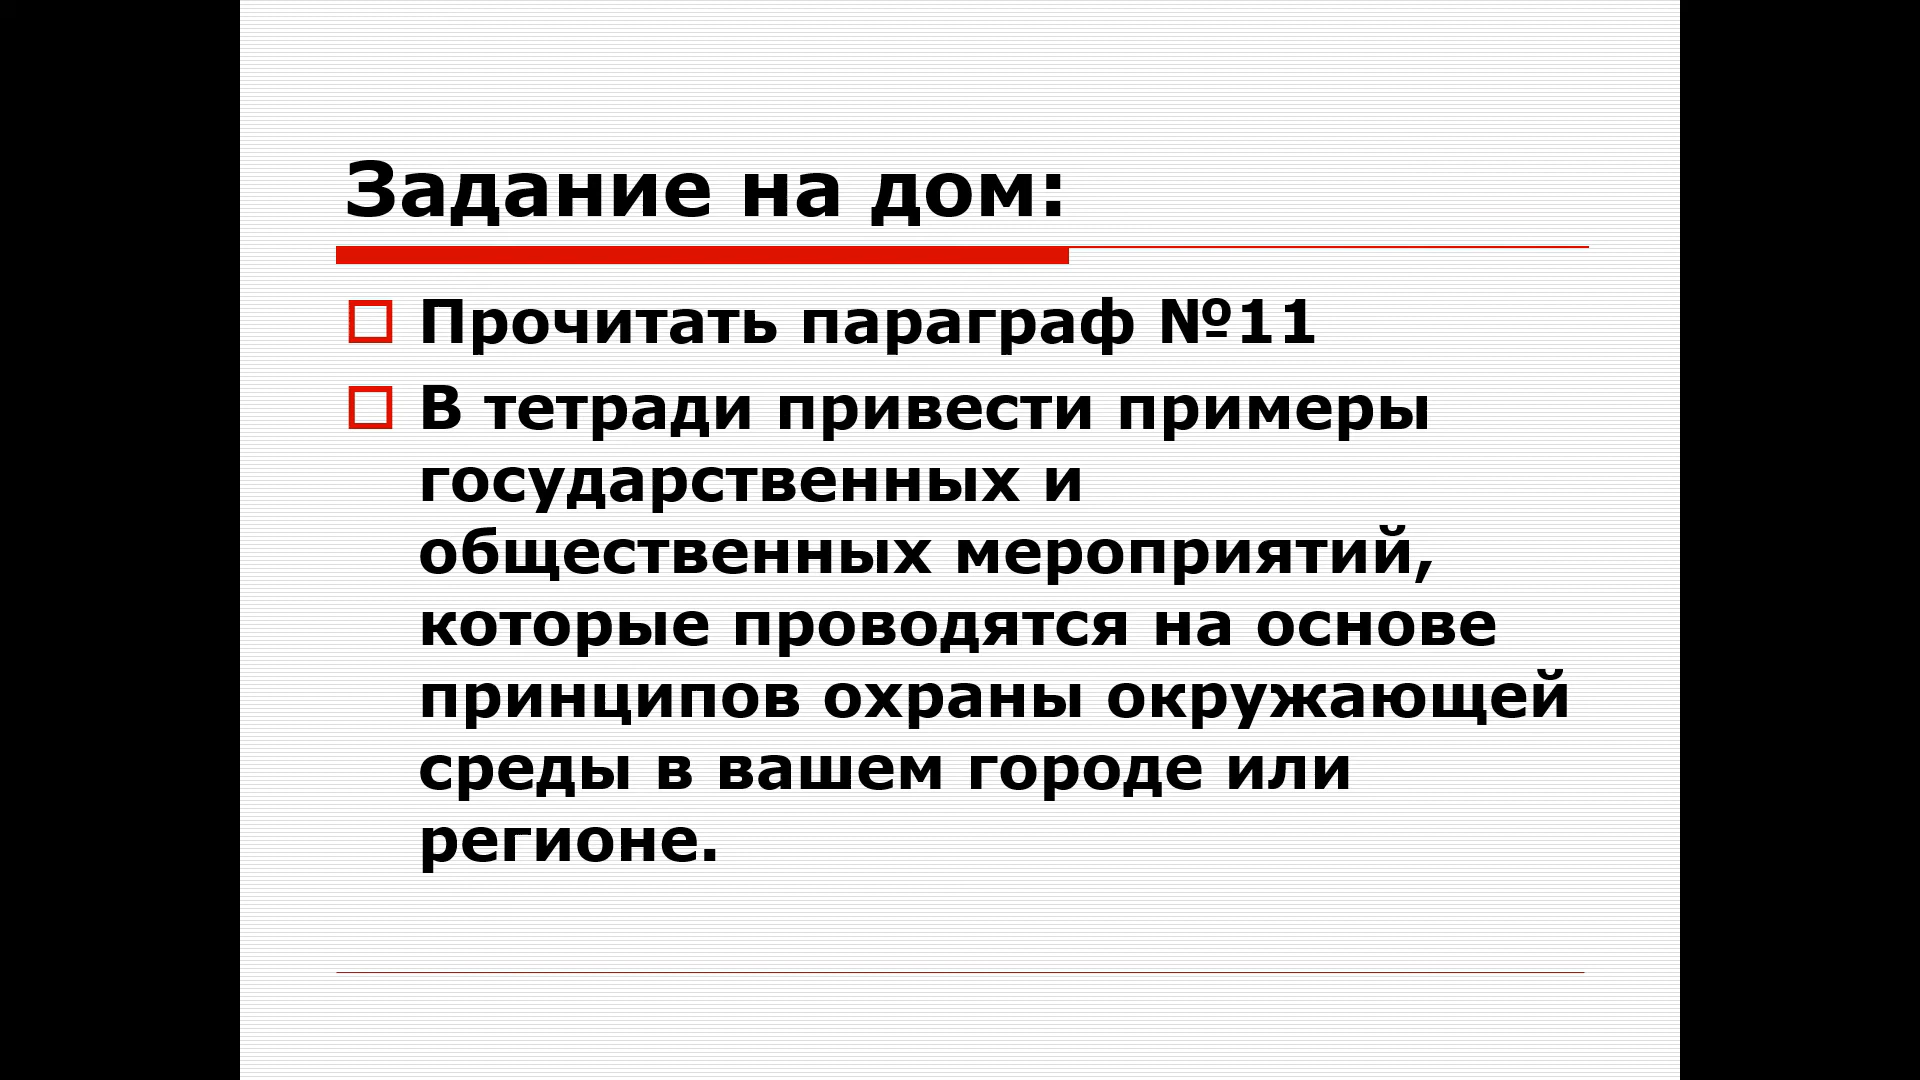 Задание на дом:
Прочитать параграф №11
В тетради привести примеры
государственных и
общественных мероприятий,
которые проводятся на основе
принципов охраны окружающей
среды в вашем городе или
регионе.